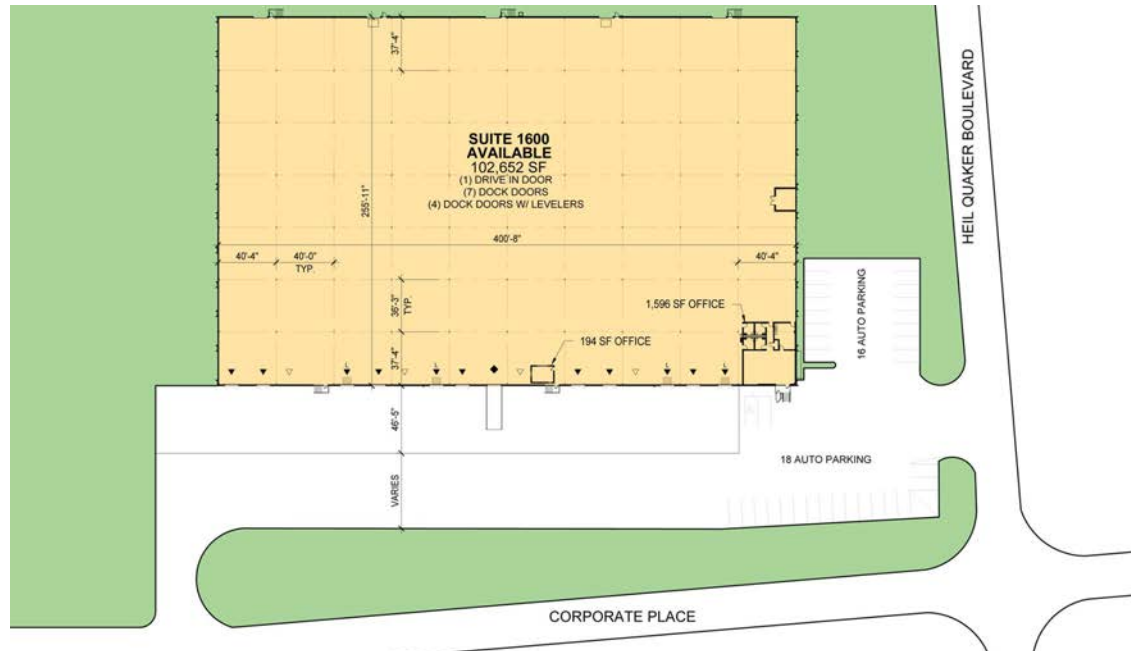 37'-4"
HEIL QUAKER BOULEVARD
SUITE 1600
AVAILABLE
102,652 SF
(1) DRIVE IN DOOR
(7) DOCK DOORS
(4) DOCK DOORS W/ LEVELERS
255'-11"
400'-8"
40'-4"
40'-0"
TYP.
40'-4"
36'-3"
TYP.
1,596 SF OFFICE
16 AUTO PARKING
194 SF OFFICE
37'-4"
L
L
L
L
46'-5"
18 AUTO PARKING
VARIES
CORPORATE PLACE